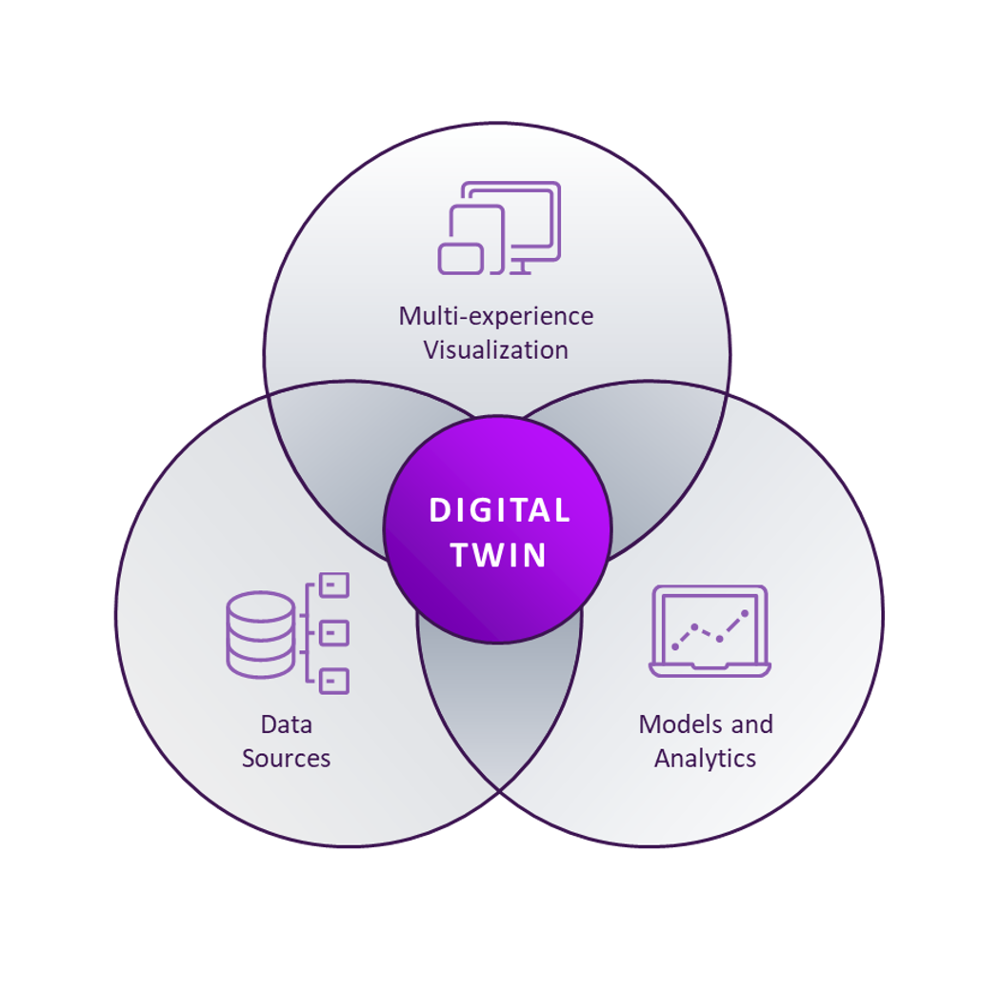 Multi-experience
Visualization
DIGITAL
TWIN
Data
Sources
Models and
Analytics